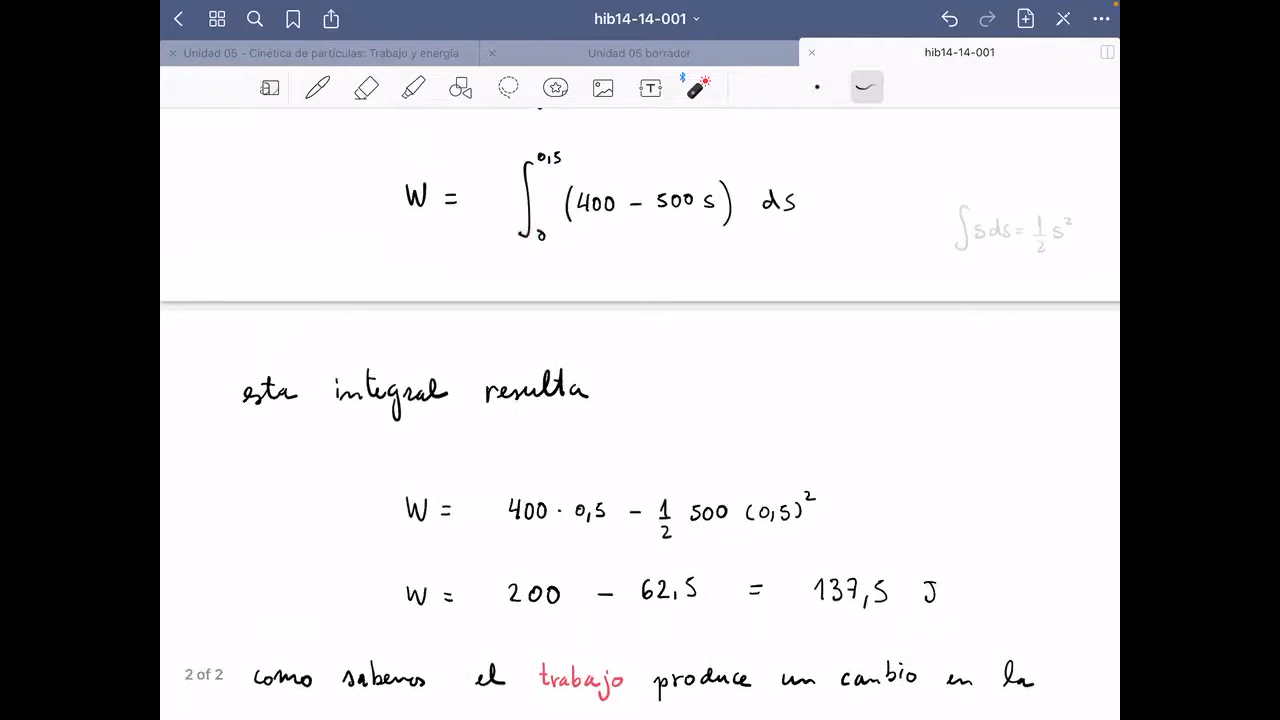 hib14-14-001
Unidad 05 - Cinética de partículas: Trabajo y energía
Unidad 05 borrador
hib14-14-001
W = ∫₀^0,5 (400 - 500 s) ds
∫ s ds = 1/2 s²
esta integral resulta
W = 400 · 0,5 - 1/2 500 (0,5)²
W = 200 - 62,5 = 137,5 J
2 of 2
como sabemos el trabajo produce un cambio en la